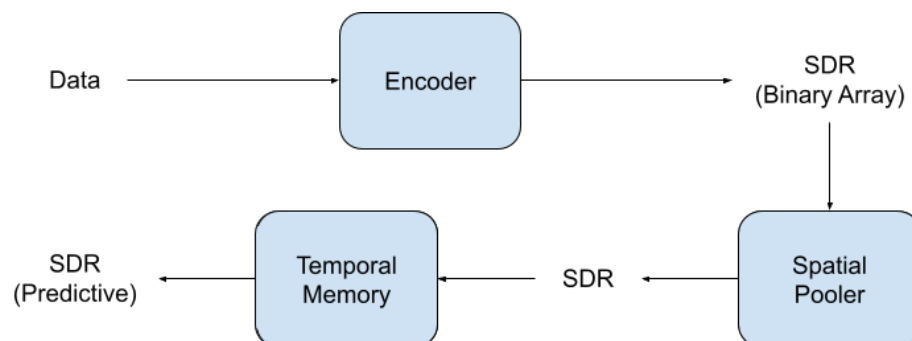 Data
Encoder
SDR
(Binary Array)
Spatial
Pooler
SDR
Temporal
Memory
SDR
(Predictive)